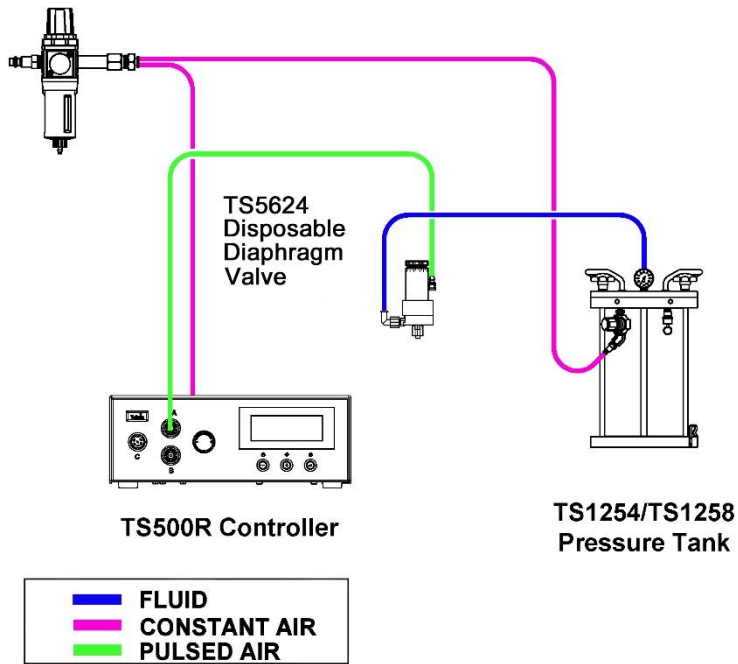 TS5624
Disposable
Diaphragm
Valve
A
C
B
TS500R Controller
TS1254/TS1258
Pressure Tank
FLUID
CONSTANT AIR
PULSED AIR